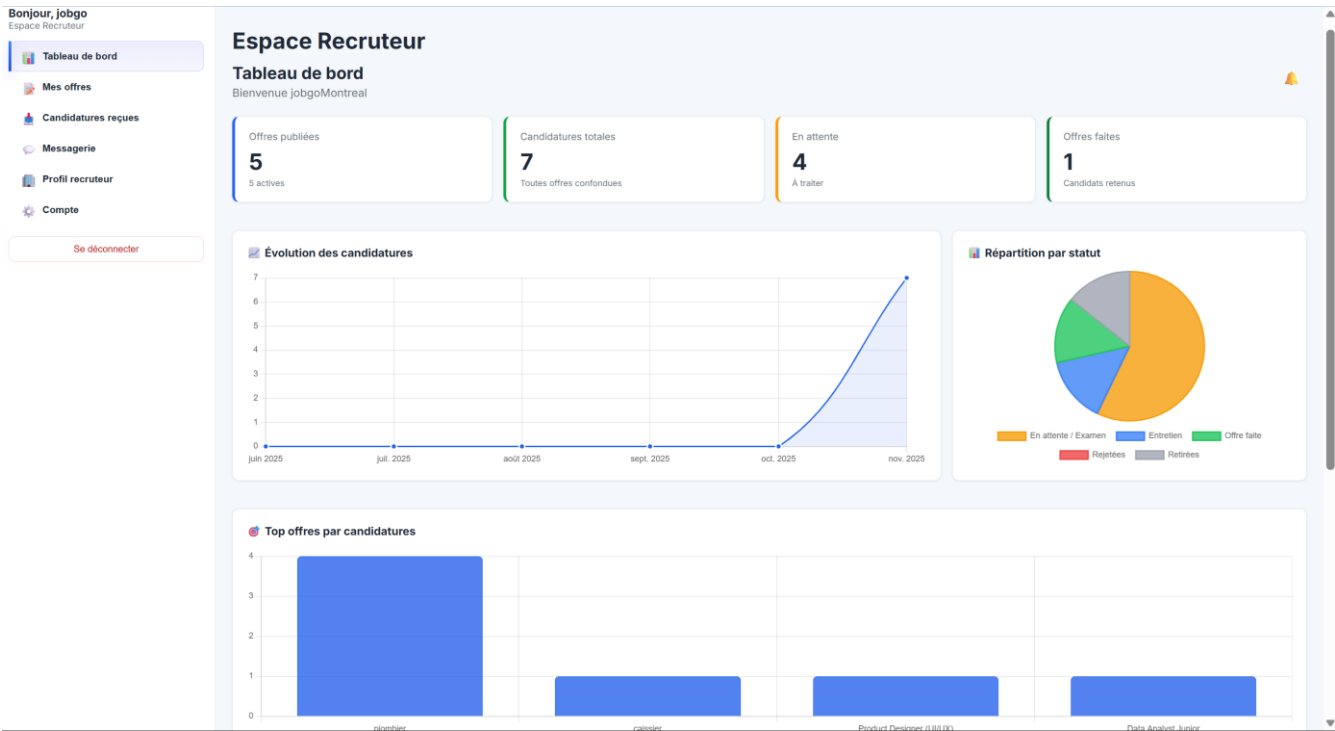 Bonjour, jobgo
Espace Recruteur
Tableau de bord
Mes offres
Candidatures reçues
Messagerie
Profil recruteur
Compte
Se déconnecter
Espace Recruteur
Tableau de bord
Bienvenue jobgoMontreal
Offres publiées
5
5 actives
Candidatures totales
7
Toutes offres confondues
En attente
4
À traiter
Offres faites
1
Candidats retenus
Évolution des candidatures
7
6
5
4
3
2
1
0
juin 2025 juil. 2025 août 2025 sept. 2025 oct. 2025 nov. 2025
Répartition par statut
En attente / Examen Entretien Offre faite
Rejetées Retirées
Top offres par candidatures
4
3
2
1
0
plombier caissier Product Designer (UI/UX) Data Analyst Junior